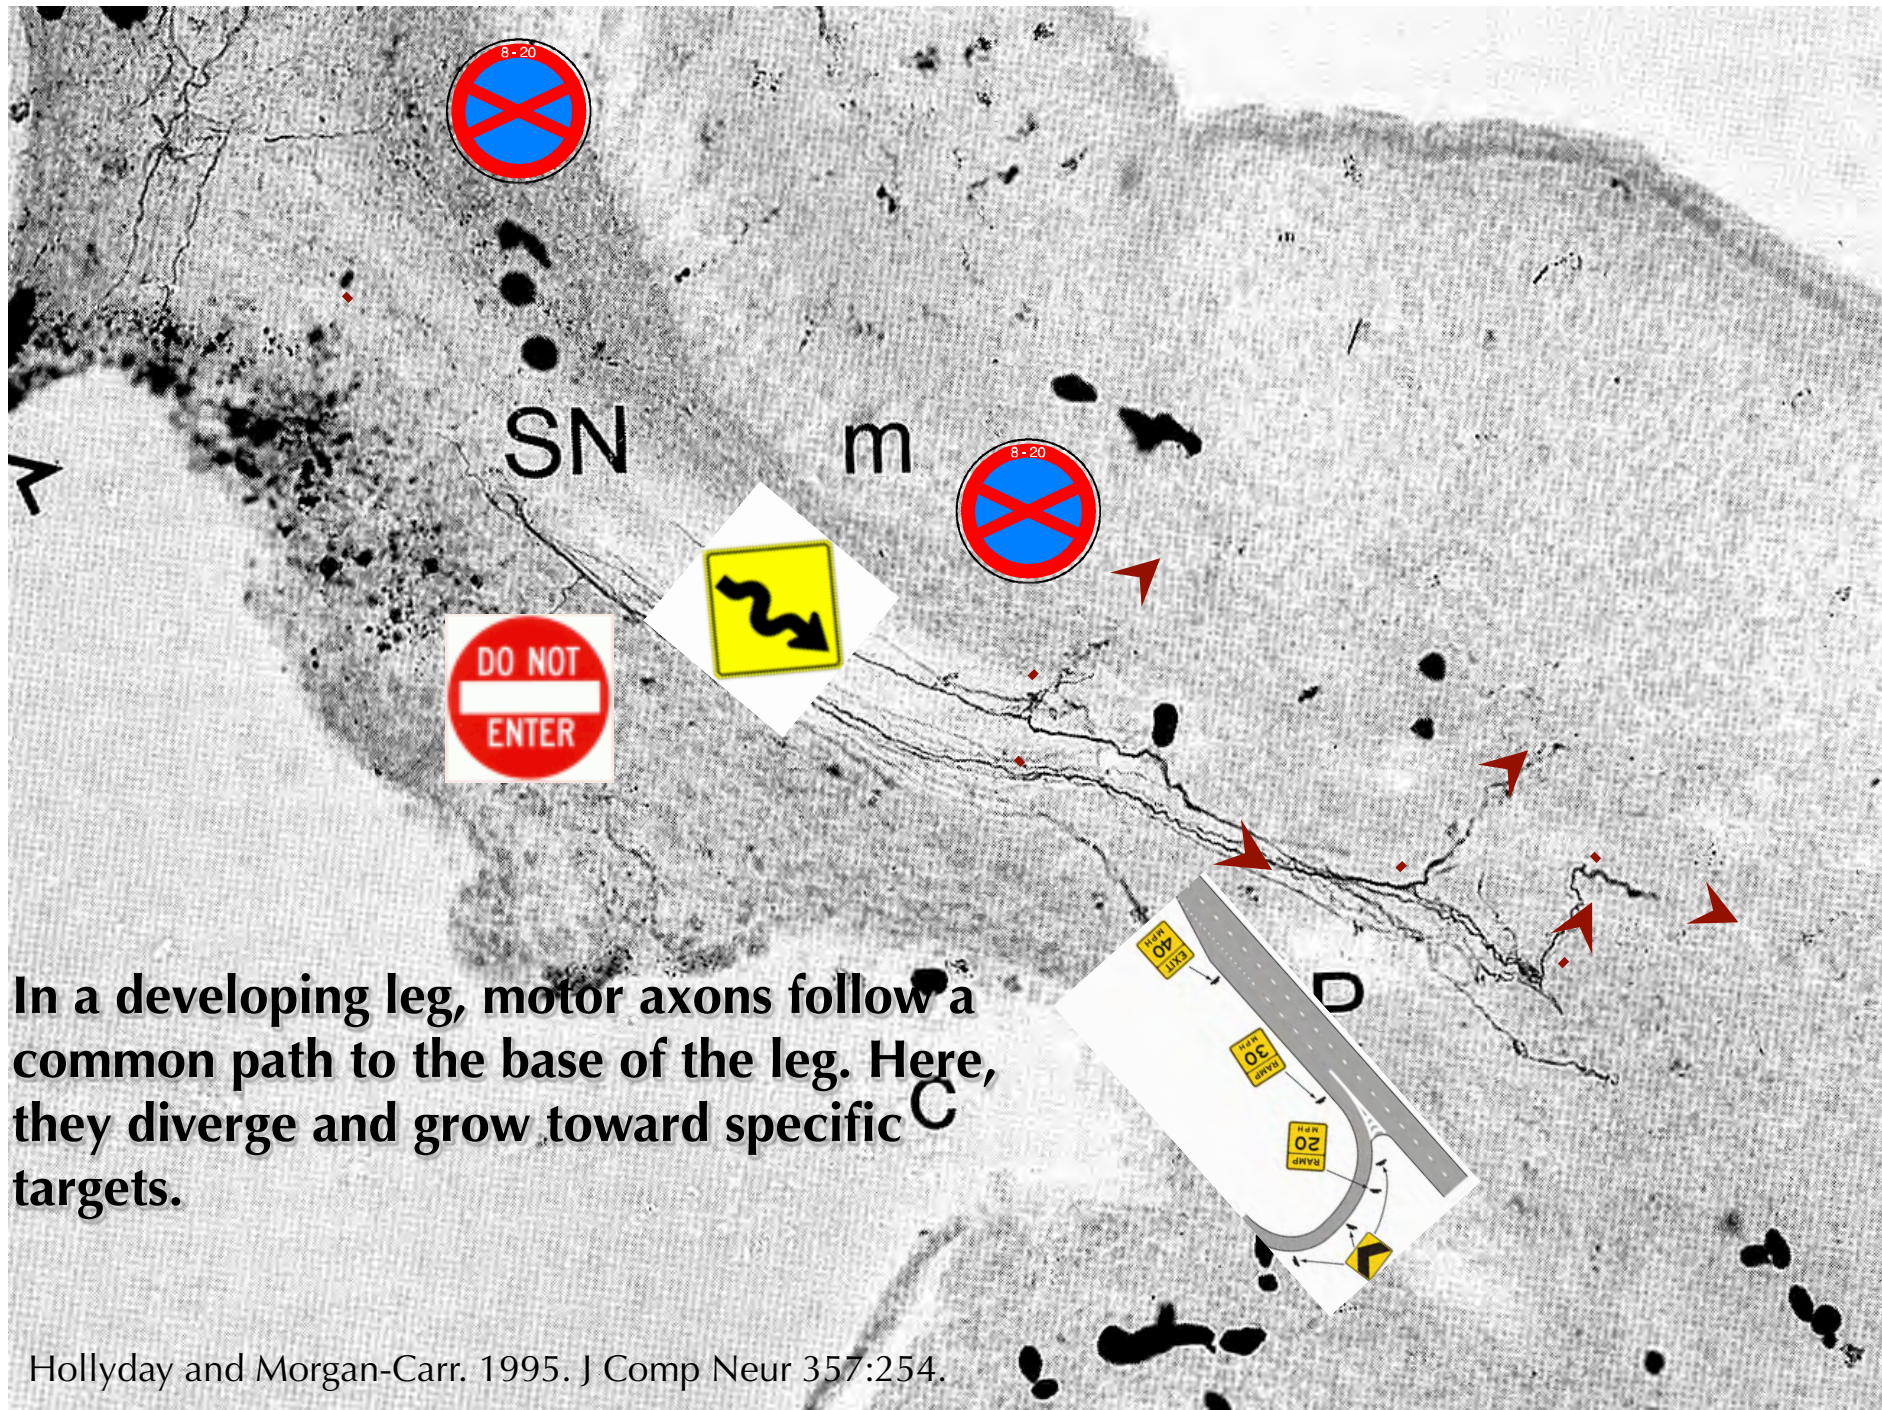 8 - 20
SN
m
8 - 20
DO NOT
ENTER
EXIT
40
MPH
P
RAMP
30
MPH
RAMP
20
MPH
In a developing leg, motor axons follow a
common path to the base of the leg. Here,
they diverge and grow toward specific
targets.
C
Hollyday and Morgan-Carr. 1995. J Comp Neur 357:254.